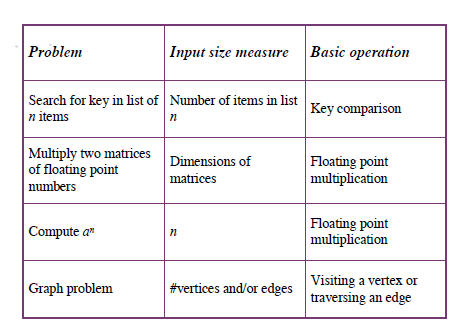 Problem
Input size measure
Basic operation
Search for key in list of
n items
Number of items in list
n
Key comparison
Multiply two matrices
of floating point
numbers
Dimensions of
matrices
Floating point
multiplication
Compute aⁿ
n
Floating point
multiplication
Graph problem
#vertices and/or edges
Visiting a vertex or
traversing an edge